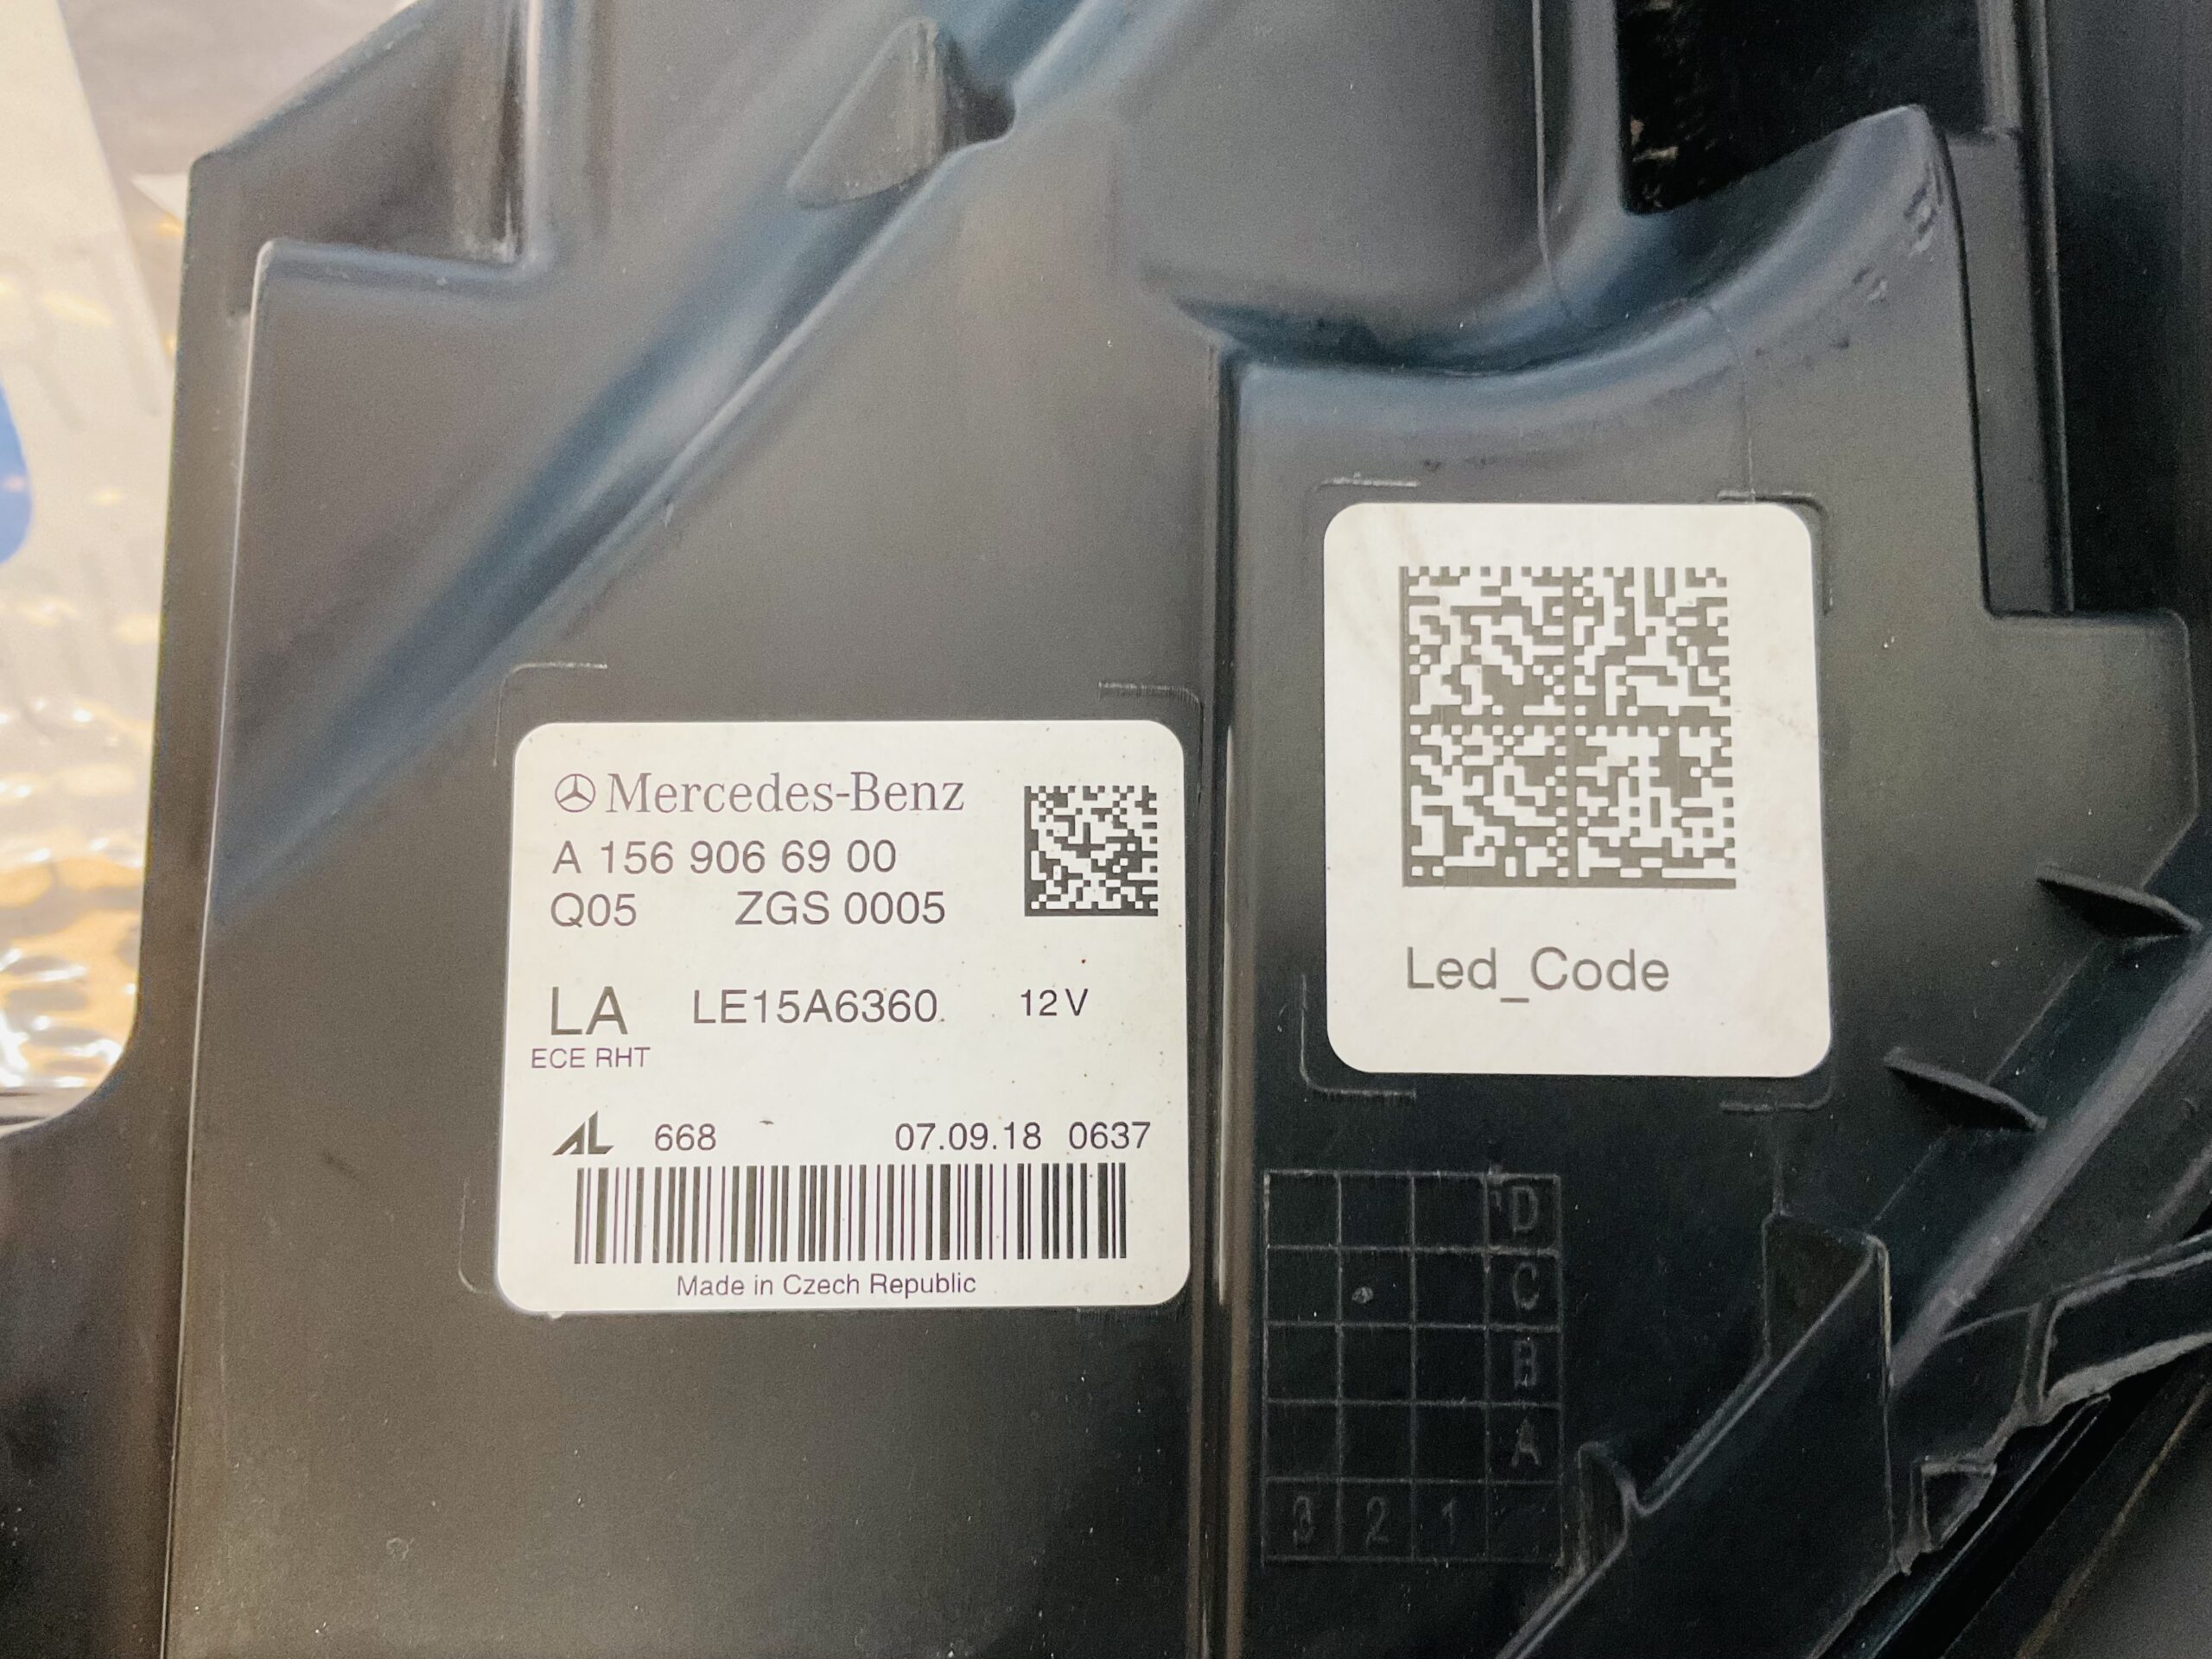 Mercedes-Benz
A 156 906 69 00
Q05 ZGS 0005
LA LE15A6360 12V
ECE RHT
AL 668 07.09.18 0637
Made in Czech Republic
Led_Code
D
C
B
A
3 2 1